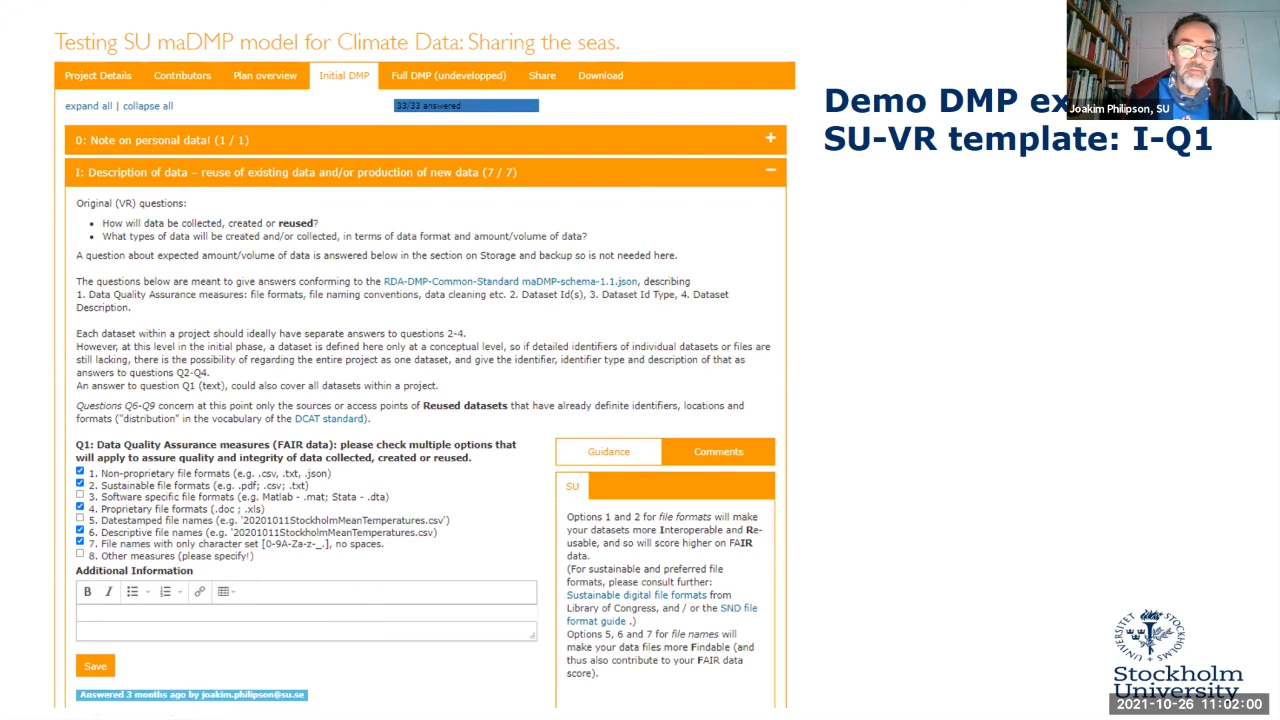 Testing SU maDMP model for Climate Data: Sharing the seas.
Project Details
Contributors
Plan overview
Initial DMP
Full DMP (undevelopped)
Share
Download
expand all | collapse all
33/33 answered
0: Note on personal data! (1 / 1)
I: Description of data – reuse of existing data and/or production of new data (7 / 7)
Original (VR) questions:
• How will data be collected, created or reused?
• What types of data will be created and/or collected, in terms of data format and amount/volume of data?
A question about expected amount/volume of data is answered below in the section on Storage and backup so is not needed here.
The questions below are meant to give answers conforming to the RDA-DMP-Common-Standard maDMP-schema-1.1.json, describing
1. Data Quality Assurance measures: file formats, file naming conventions, data cleaning etc. 2. Dataset Id(s), 3. Dataset Id Type, 4. Dataset
Description.
Each dataset within a project should ideally have separate answers to questions 2-4.
However, at this level in the initial phase, a dataset is defined here only at a conceptual level, so if detailed identifiers of individual datasets or files are
still lacking, there is the possibility of regarding the entire project as one dataset, and give the identifier, identifier type and description of that as
answers to questions Q2-Q4.
An answer to question Q1 (text), could also cover all datasets within a project.
Questions Q6-Q9 concern at this point only the sources or access points of Reused datasets that have already definite identifiers, locations and
formats ("distribution" in the vocabulary of the DCAT standard).
Q1: Data Quality Assurance measures (FAIR data): please check multiple options that
will apply to assure quality and integrity of data collected, created or reused.
1. Non-proprietary file formats (e.g. .csv, .txt, .json)
2. Sustainable file formats (e.g. .pdf; .csv; .txt)
3. Software specific file formats (e.g. Matlab - .mat; Stata - .dta)
4. Proprietary file formats (.doc ; .xls)
5. Datestamped file names (e.g. '20201011StockholmMeanTemperatures.csv')
6. Descriptive file names (e.g. '20201011StockholmMeanTemperatures.csv)
7. File names with only character set [0-9A-Za-z-_.], no spaces.
8. Other measures (please specify!)
Additional Information
B I
Save
Answered 3 months ago by joakim.philipson@su.se
Guidance
Comments
SU
Options 1 and 2 for file formats will make
your datasets more Interoperable and Re-
usable, and so will score higher on FAIR
data.
(For sustainable and preferred file
formats, please consult further:
Sustainable digital file formats from
Library of Congress, and / or the SND file
format guide .)
Options 5, 6 and 7 for file names will
make your data files more Findable (and
thus also contribute to your FAIR data
score).
Demo DMP ex
SU-VR template: I-Q1
Joakim Philipson, SU
Stockholm
University
2021-10-26 11:02:00